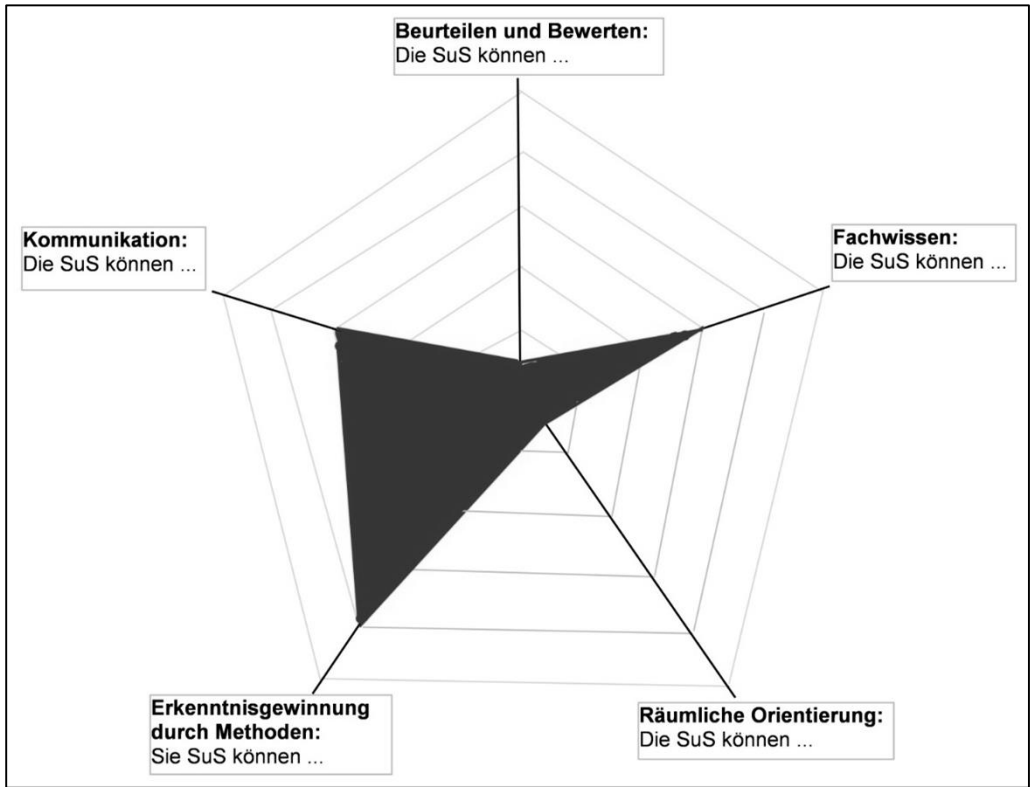 Beurteilen und Bewerten:
Die SuS können ...
Kommunikation:
Die SuS können ...
Fachwissen:
Die SuS können ...
Erkenntnisgewinnung
durch Methoden:
Sie SuS können ...
Räumliche Orientierung:
Die SuS können ...